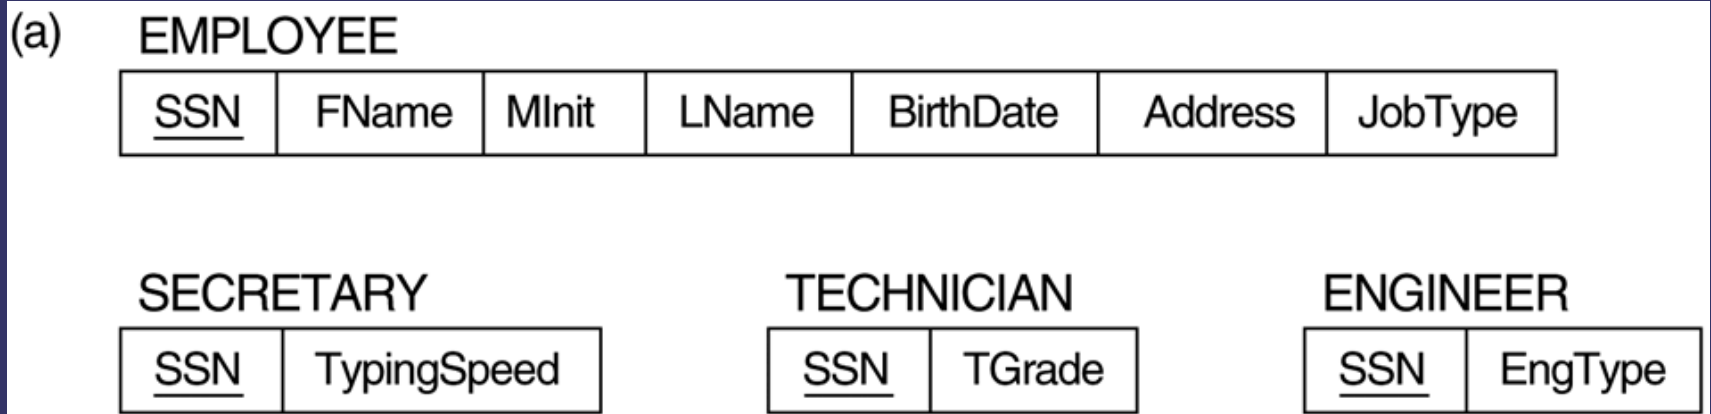 (a) EMPLOYEE
SSN FName MInit LName BirthDate Address JobType
SECRETARY TECHNICIAN ENGINEER
SSN TypingSpeed SSN TGrade SSN EngType